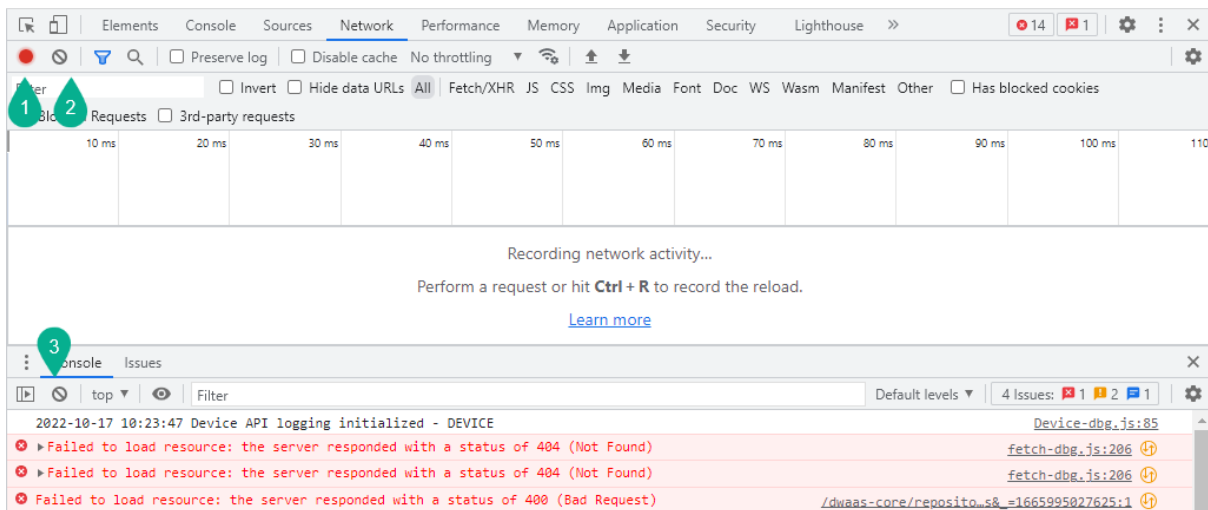 Elements Console Sources Network Performance Memory Application Security Lighthouse » 14 1
Preserve log Disable cache No throttling
Invert Hide data URLs All Fetch/XHR JS CSS Img Media Font Doc WS Wasm Manifest Other Has blocked cookies
1 2 Requests 3rd-party requests
10 ms 20 ms 30 ms 40 ms 50 ms 60 ms 70 ms 80 ms 90 ms 100 ms 110
Recording network activity...
Perform a request or hit Ctrl + R to record the reload.
Learn more
3
Console Issues
top Filter Default levels 4 Issues: 1 2 1
2022-10-17 10:23:47 Device API logging initialized - DEVICE Device-dbg.js:85
Failed to load resource: the server responded with a status of 404 (Not Found) fetch-dbg.js:206
Failed to load resource: the server responded with a status of 404 (Not Found) fetch-dbg.js:206
Failed to load resource: the server responded with a status of 400 (Bad Request) /dwaas-core/reposito…s&_=1665995027625:1